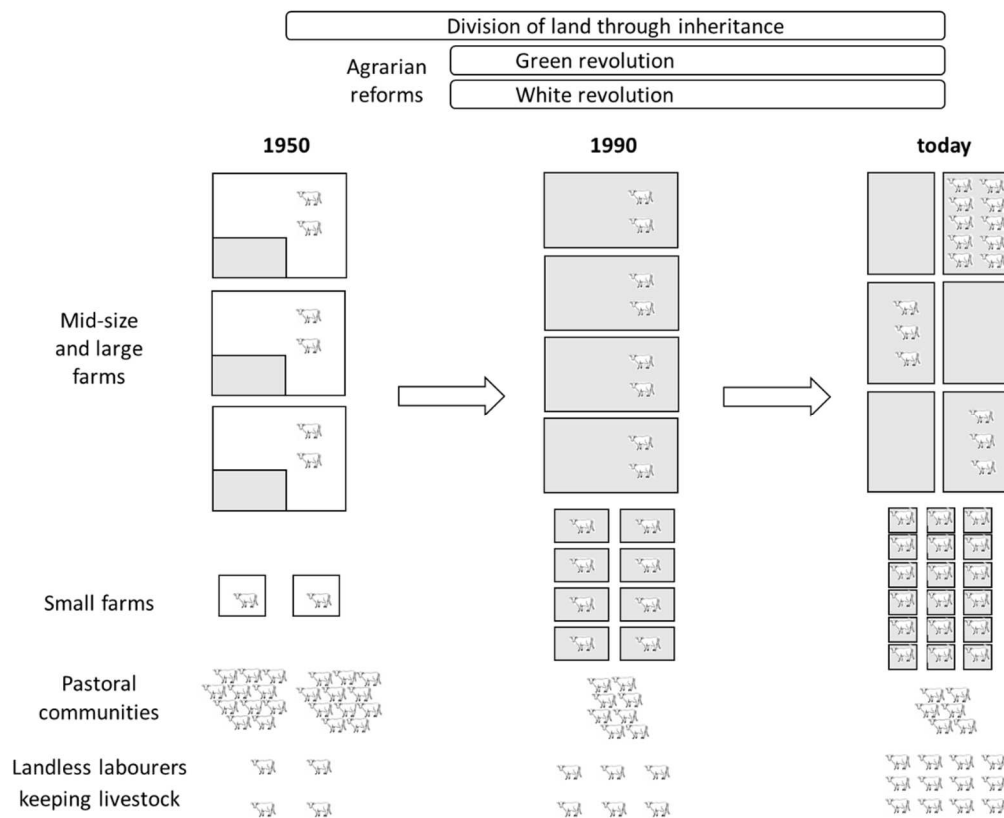 Division of land through inheritance
Agrarian
reforms
Green revolution
White revolution
1950
1990
today
Mid-size
and large
farms
Small farms
Pastoral
communities
Landless labourers
keeping livestock